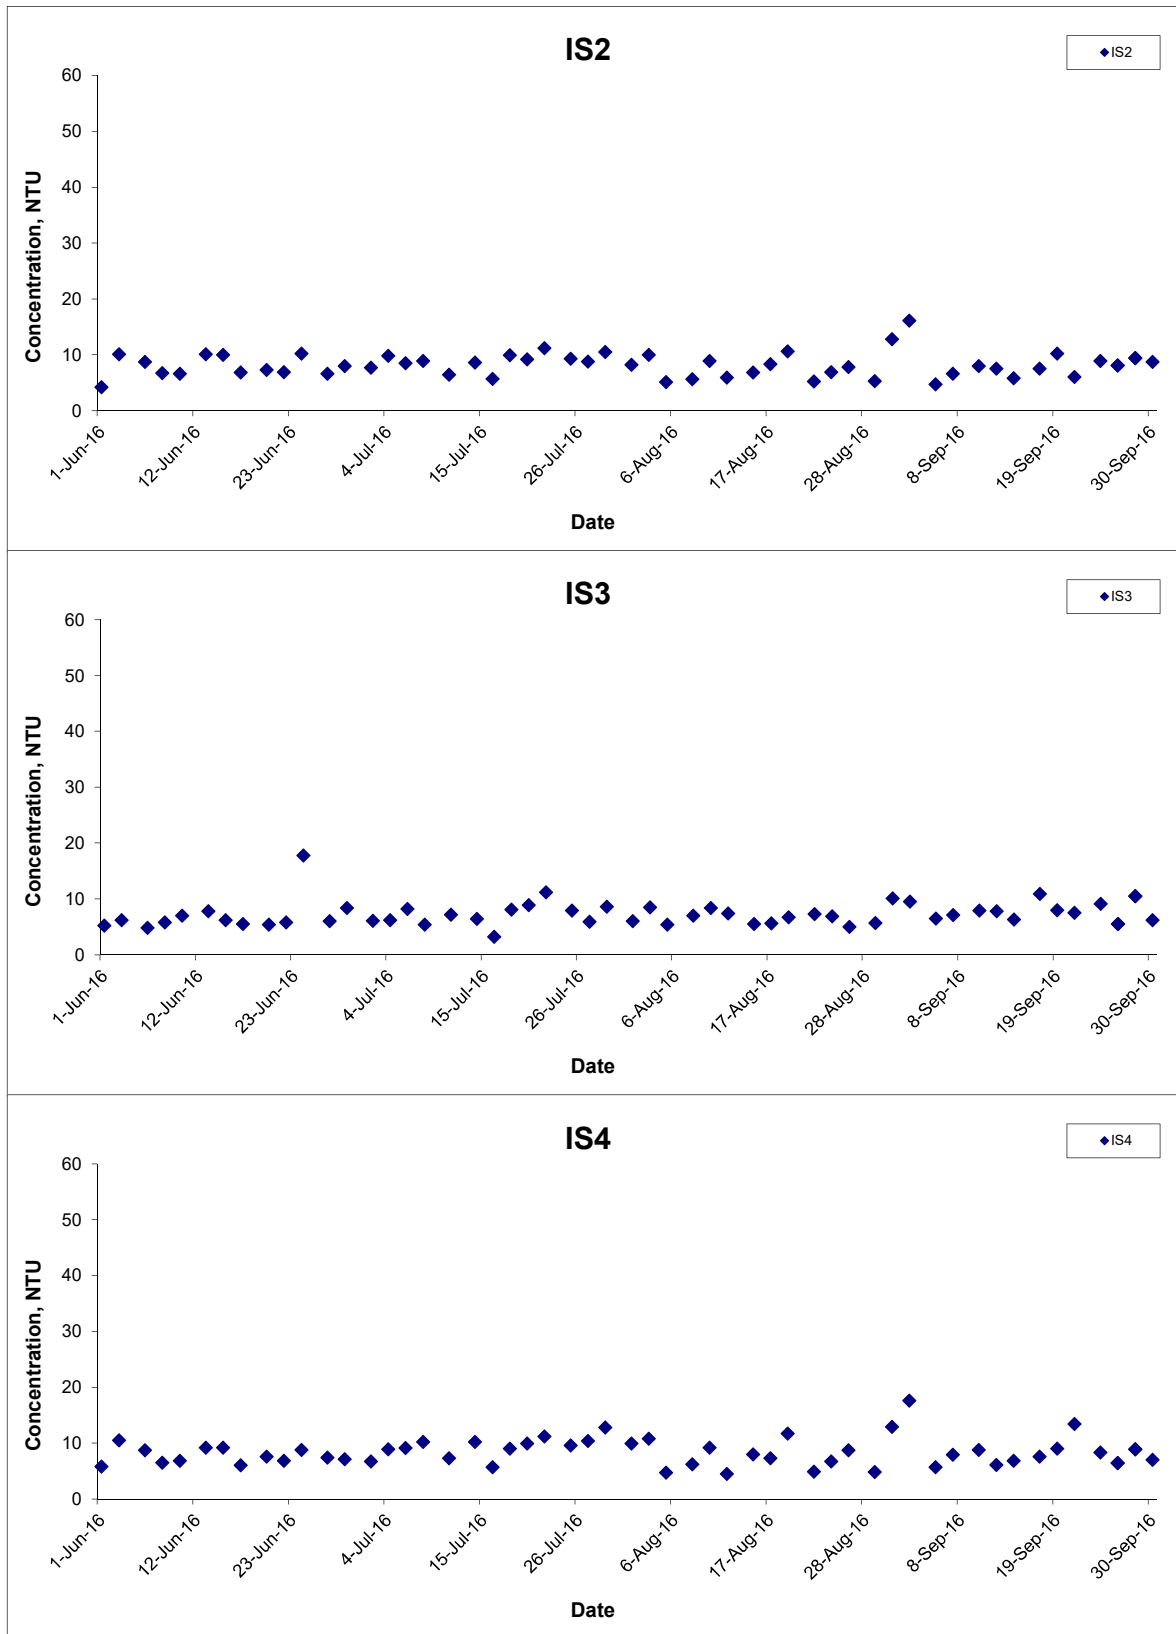 IS2
IS2
60
50
40
30
20
10
0
Concentration, NTU
1-Jun-16
12-Jun-16
23-Jun-16
4-Jul-16
15-Jul-16
26-Jul-16
6-Aug-16
17-Aug-16
28-Aug-16
8-Sep-16
19-Sep-16
30-Sep-16
Date
IS3
IS3
60
50
40
30
20
10
0
Concentration, NTU
1-Jun-16
12-Jun-16
23-Jun-16
4-Jul-16
15-Jul-16
26-Jul-16
6-Aug-16
17-Aug-16
28-Aug-16
8-Sep-16
19-Sep-16
30-Sep-16
Date
IS4
IS4
60
50
40
30
20
10
0
Concentration, NTU
1-Jun-16
12-Jun-16
23-Jun-16
4-Jul-16
15-Jul-16
26-Jul-16
6-Aug-16
17-Aug-16
28-Aug-16
8-Sep-16
19-Sep-16
30-Sep-16
Date